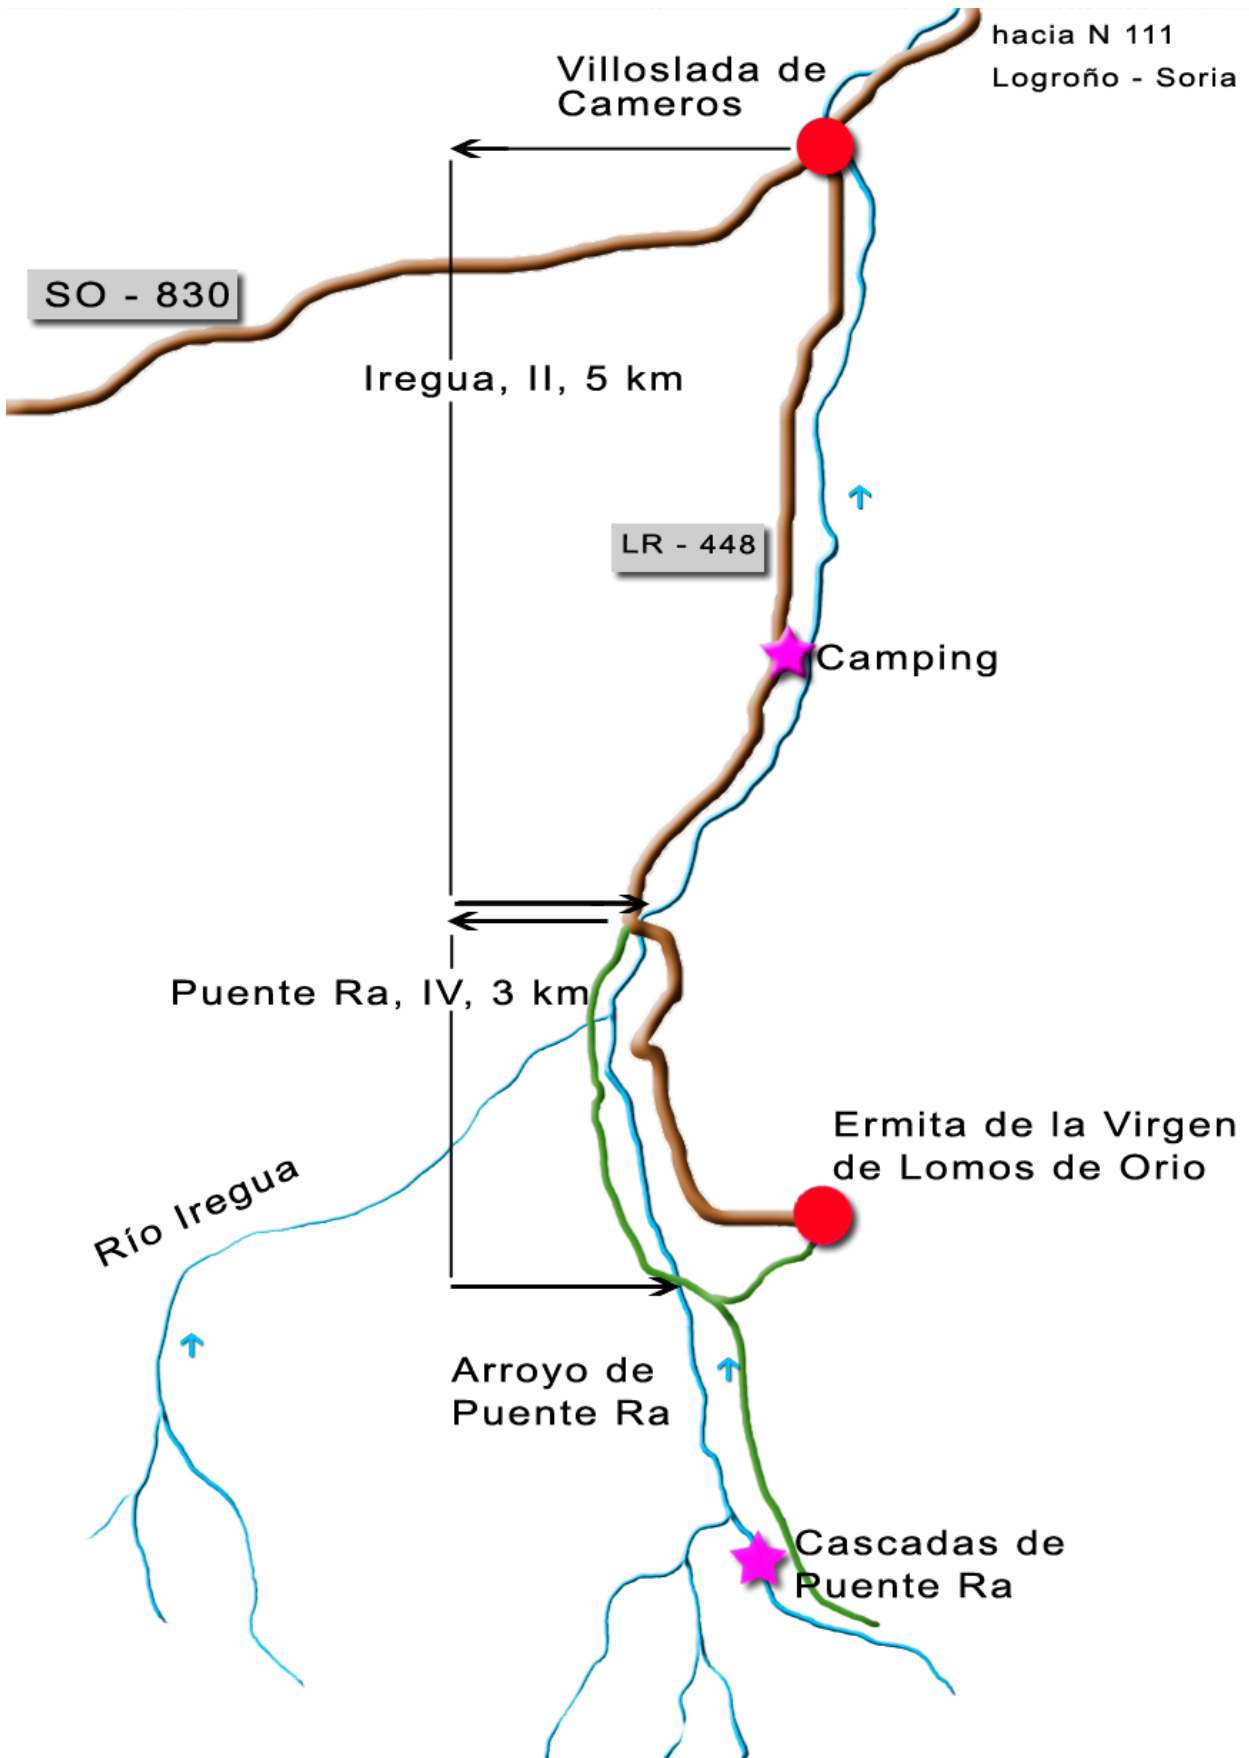 hacia N 111
Logroño - Soria
Villoslada de
Cameros
SO - 830
Iregua, II, 5 km
LR - 448
Camping
Puente Ra, IV, 3 km
Ermita de la Virgen
de Lomos de Orio
Río Iregua
Arroyo de
Puente Ra
Cascadas de
Puente Ra